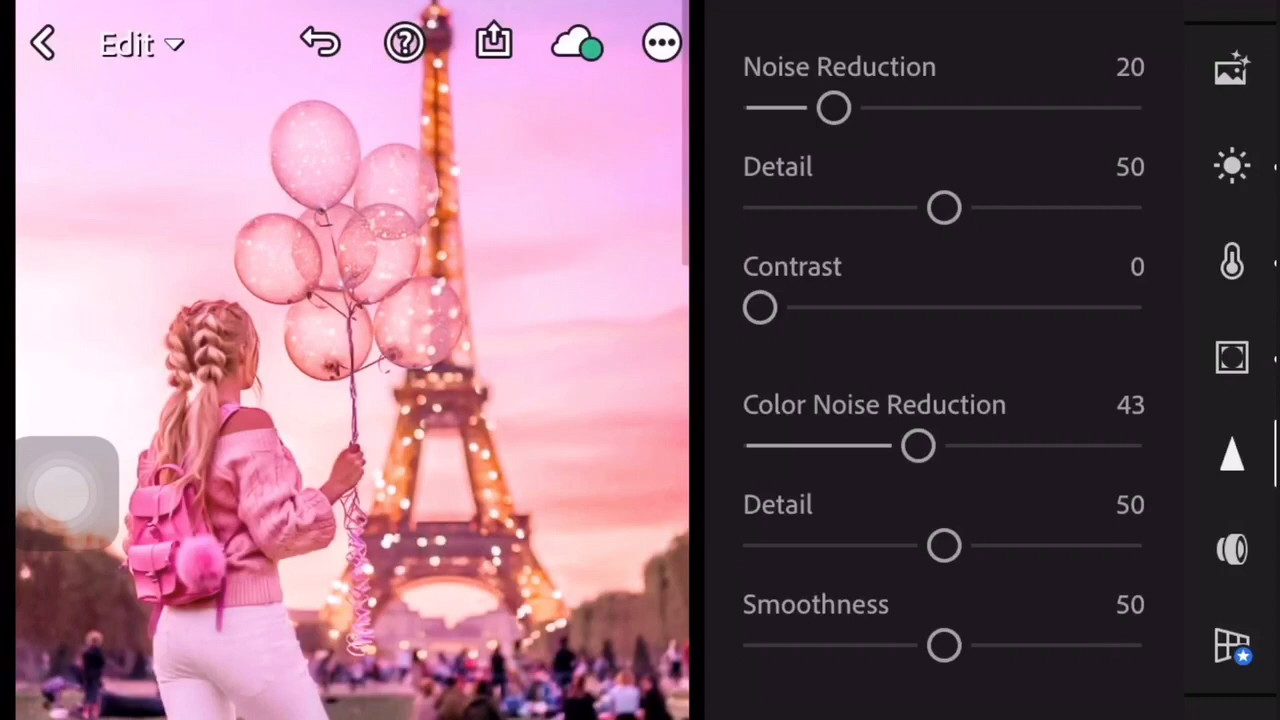 Edit
Noise Reduction 20
Detail 50
Contrast 0
Color Noise Reduction 43
Detail 50
Smoothness 50